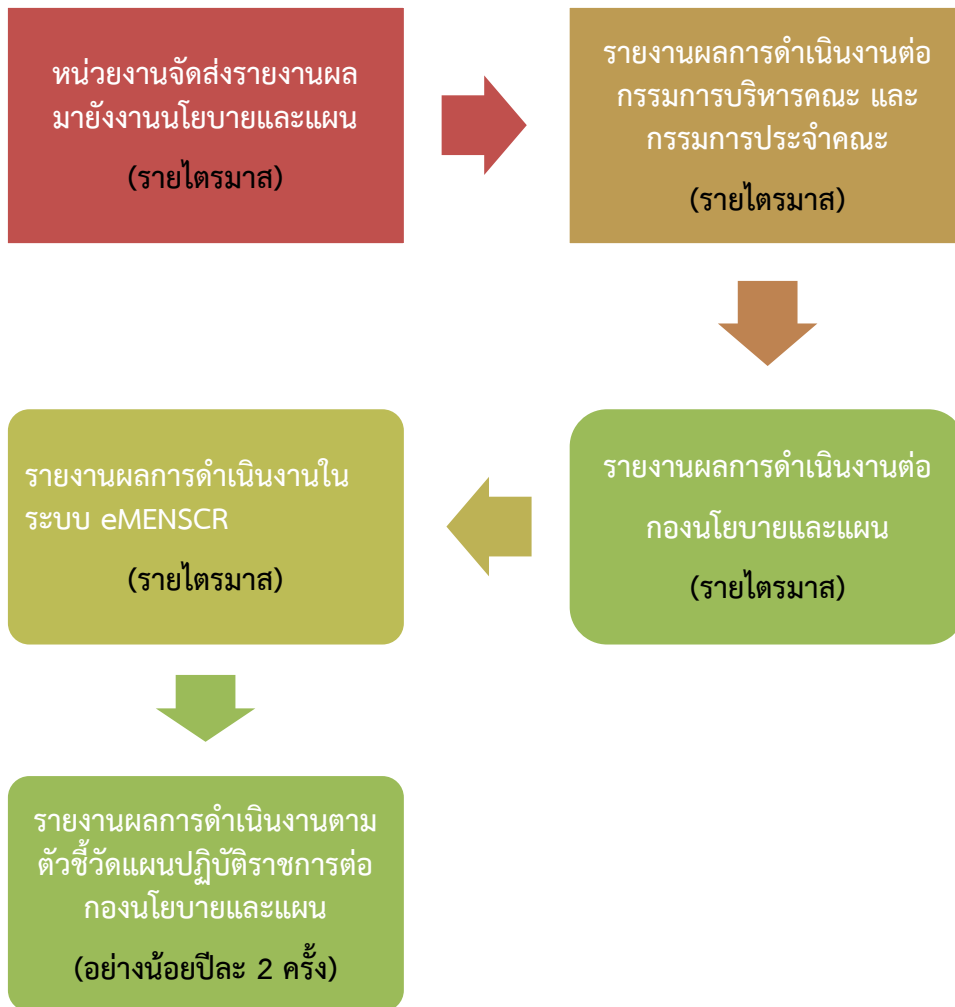 หน่วยงานจัดส่งรายงานผล
มายังงานนโยบายและแผน
(รายไตรมาส)
รายงานผลการดำเนินงานต่อ
กรรมการบริหารคณะ และ
กรรมการประจำคณะ
(รายไตรมาส)
รายงานผลการดำเนินงานต่อ
กองนโยบายและแผน
(รายไตรมาส)
รายงานผลการดำเนินงานใน
ระบบ eMENSCR
(รายไตรมาส)
รายงานผลการดำเนินงานตาม
ตัวชี้วัดแผนปฏิบัติราชการต่อ
กองนโยบายและแผน
(อย่างน้อยปีละ 2 ครั้ง)